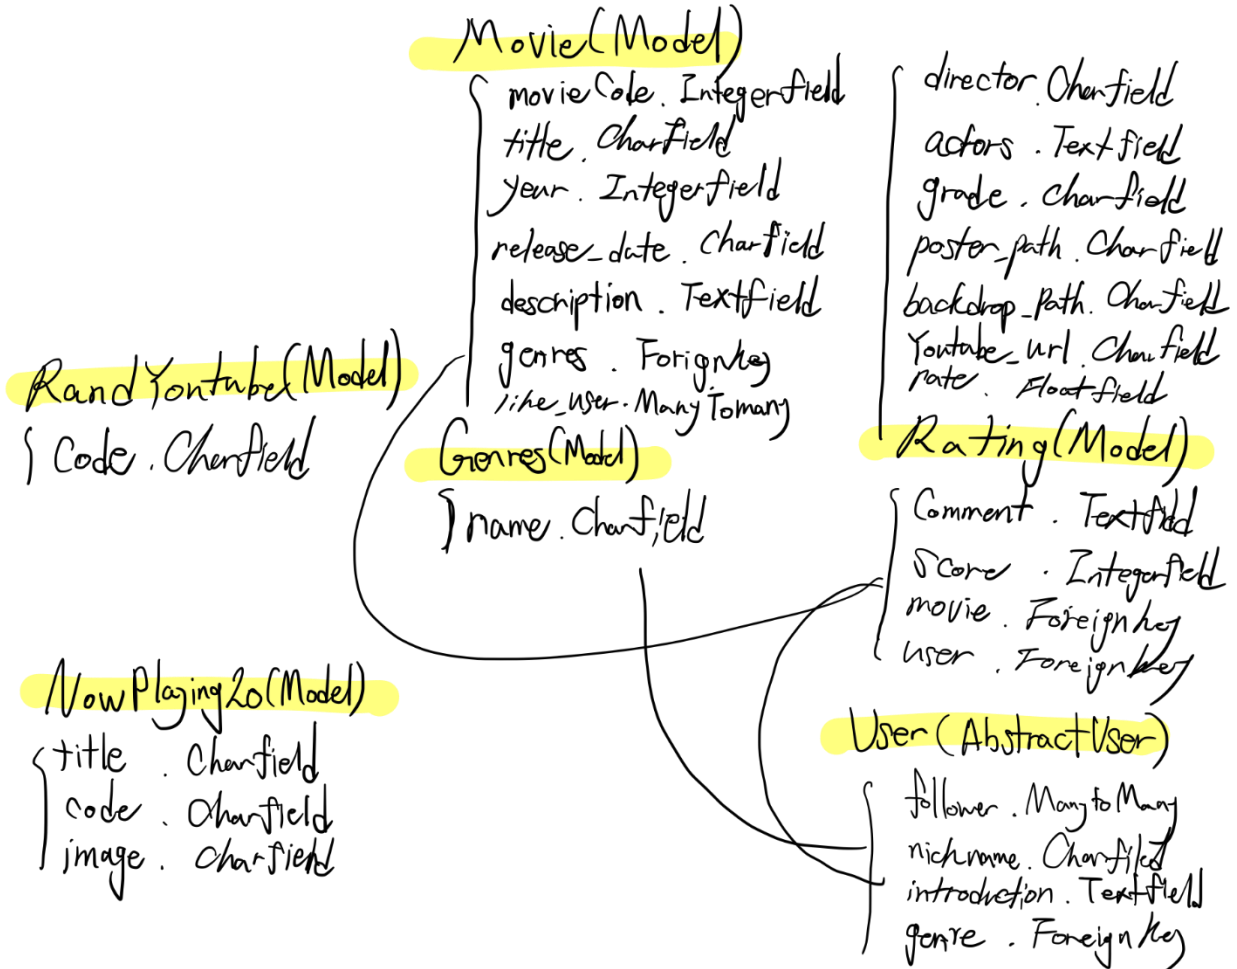 Movie(Model)
movieCode. Integerfield
title. Charfield
year. Integerfield
release_date. Charfield
description. Textfield
genres. Forignkey
like_user. ManyTomany
director. Charfield
actors. Textfield
grade. Charfield
poster_path. Charfield
backdrop_path. Charfield
Youtube_url. Charfield
rate. Floatfield
RandYoutube(Model)
code. Charfield
Genres(Model)
name. Charfield
Rating(Model)
Comment. Textfield
Score. Integerfield
movie. Foreignkey
user. Foreignkey
NowPlaying20(Model)
title. Charfield
code. Charfield
image. Charfield
User(AbstractUser)
follower. ManytoMany
nickname. Charfiled
introduction. Textfield
genre. Foreignkey